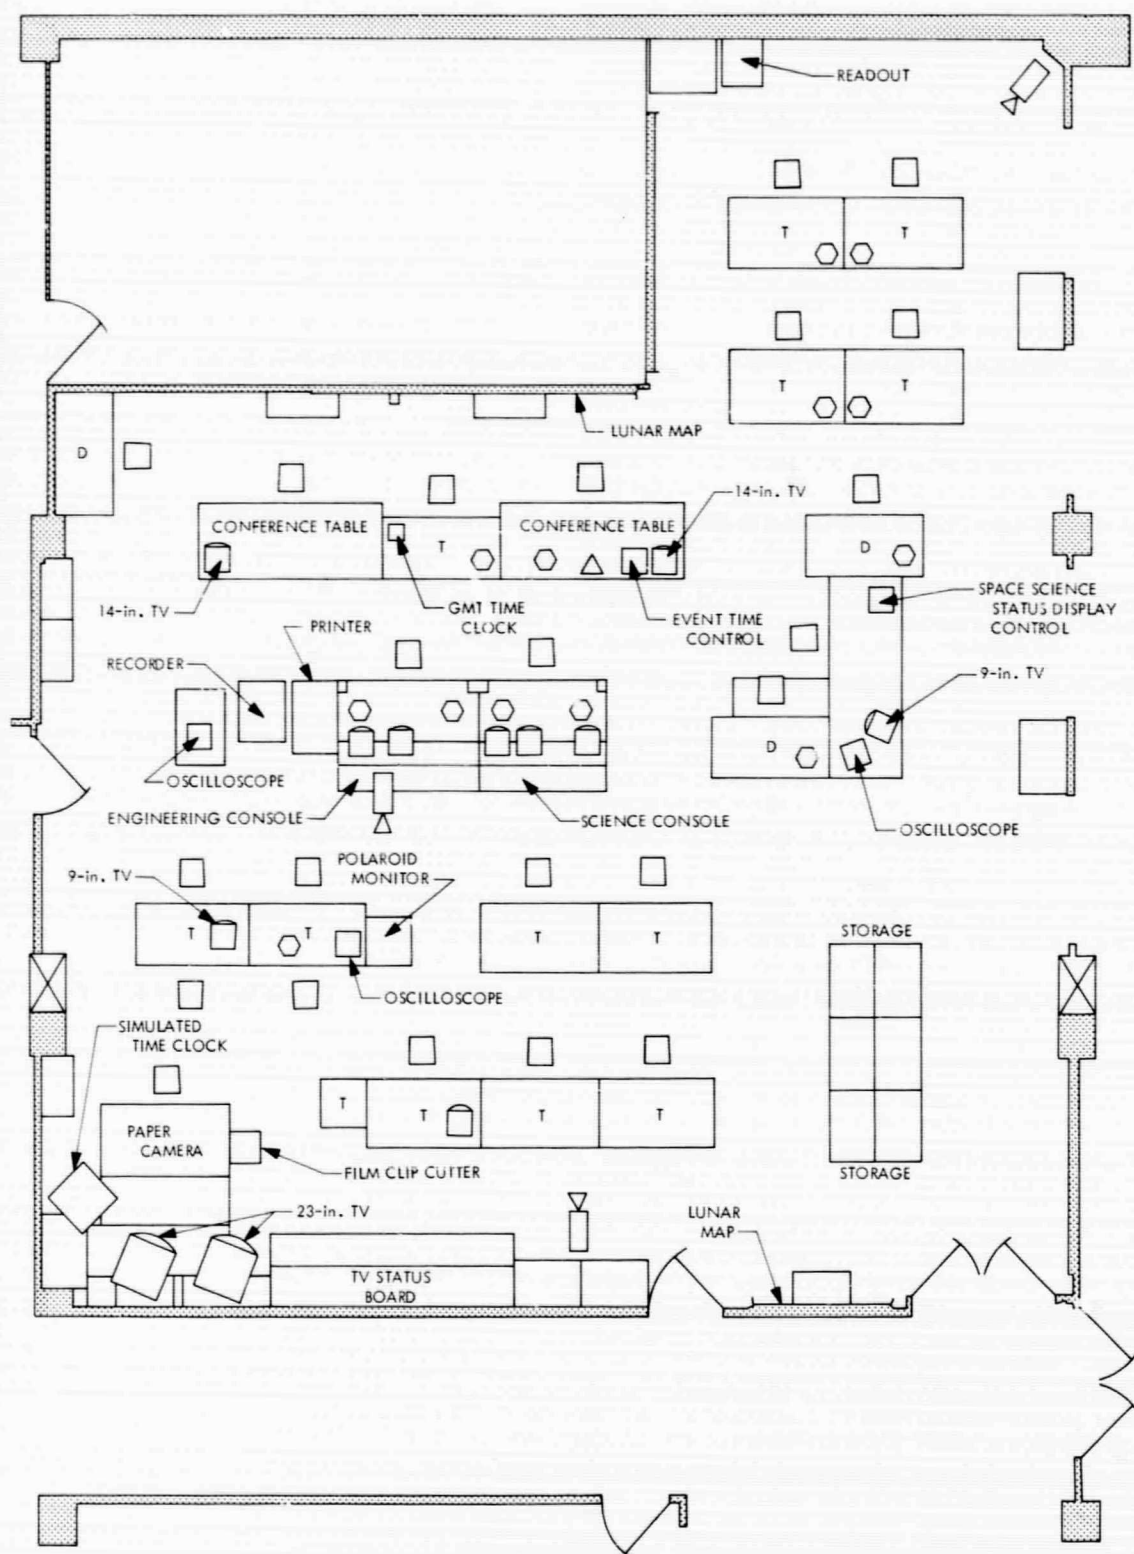 READOUT
T
T
T
T
LUNAR MAP
D
14-in. TV
CONFERENCE TABLE
T
CONFERENCE TABLE
D
14-in. TV
GMT TIME
CLOCK
EVENT TIME
CONTROL
SPACE SCIENCE
STATUS DISPLAY
CONTROL
PRINTER
RECORDER
9-in. TV
D
OSCILLOSCOPE
ENGINEERING CONSOLE
SCIENCE CONSOLE
OSCILLOSCOPE
POLAROID
MONITOR
9-in. TV
T
T
T
T
STORAGE
OSCILLOSCOPE
SIMULATED
TIME CLOCK
T
T
T
T
PAPER
CAMERA
FILM CLIP CUTTER
STORAGE
23-in. TV
LUNAR
MAP
TV STATUS
BOARD